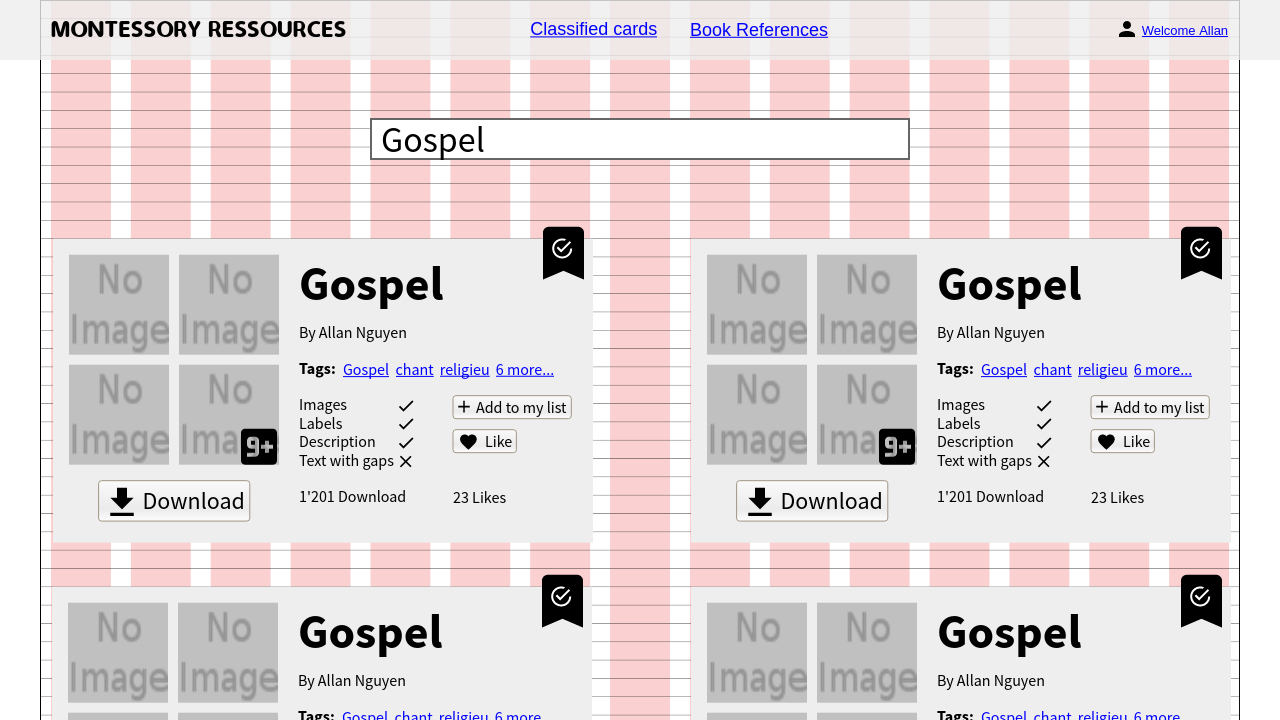 MONTESSORY RESSOURCES
Classified cards
Book References
Welcome Allan
Gospel
No Image
No Image
No Image
No Image
9+
Download
Gospel
By Allan Nguyen
Tags: Gospel chant religieu 6 more...
Images
Labels
Description
Text with gaps
Add to my list
Like
1'201 Download
23 Likes
No Image
No Image
No Image
No Image
9+
Download
Gospel
By Allan Nguyen
Tags: Gospel chant religieu 6 more...
Images
Labels
Description
Text with gaps
Add to my list
Like
1'201 Download
23 Likes
No Image
No Image
Gospel
By Allan Nguyen
Tags: Gospel chant religieu 6 more...
No Image
No Image
Gospel
By Allan Nguyen
Tags: Gospel chant religieu 6 more...